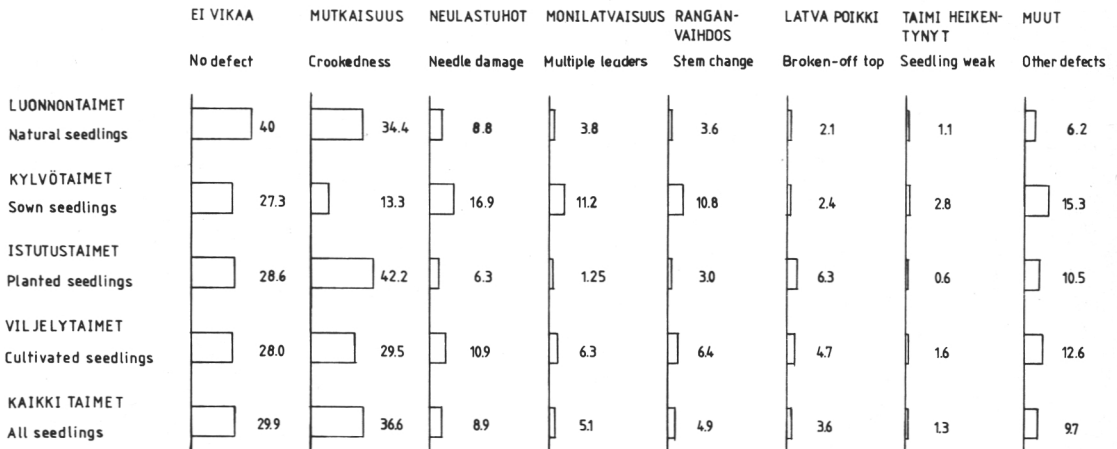 EI VIKAA MUTKAISUUS NEULASTUHOT MONILATVAISUUS RANGAN-VAIHDOS LATVA POIKKI TAIMI HEIKEN-TYNYT MUUT
No defect Crookedness Needle damage Multiple leaders Stem change Broken-off top Seedling weak Other defects
LUONNONTAIMET
Natural seedlings 40 34.4 8.8 3.8 3.6 2.1 1.1 6.2
KYLVÖTAIMET
Sown seedlings 27.3 13.3 16.9 11.2 10.8 2.4 2.8 15.3
ISTUTUSTAIMET
Planted seedlings 28.6 42.2 6.3 1.25 3.0 6.3 0.6 10.5
VILJELYTAIMET
Cultivated seedlings 28.0 29.5 10.9 6.3 6.4 4.7 1.6 12.6
KAIKKI TAIMET
All seedlings 29.9 36.6 8.9 5.1 4.9 3.6 1.3 9.7